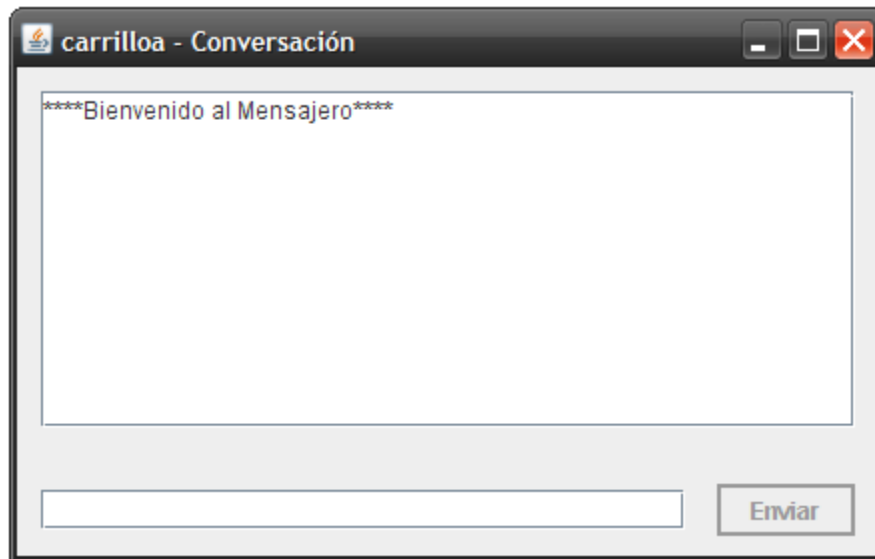 carrilloa - Conversación
****Bienvenido al Mensajero****
Enviar